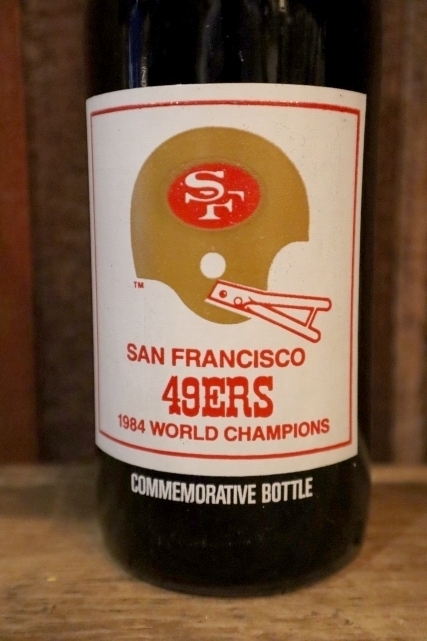 SF
TM
SAN FRANCISCO
49ERS
1984 WORLD CHAMPIONS
COMMEMORATIVE BOTTLE